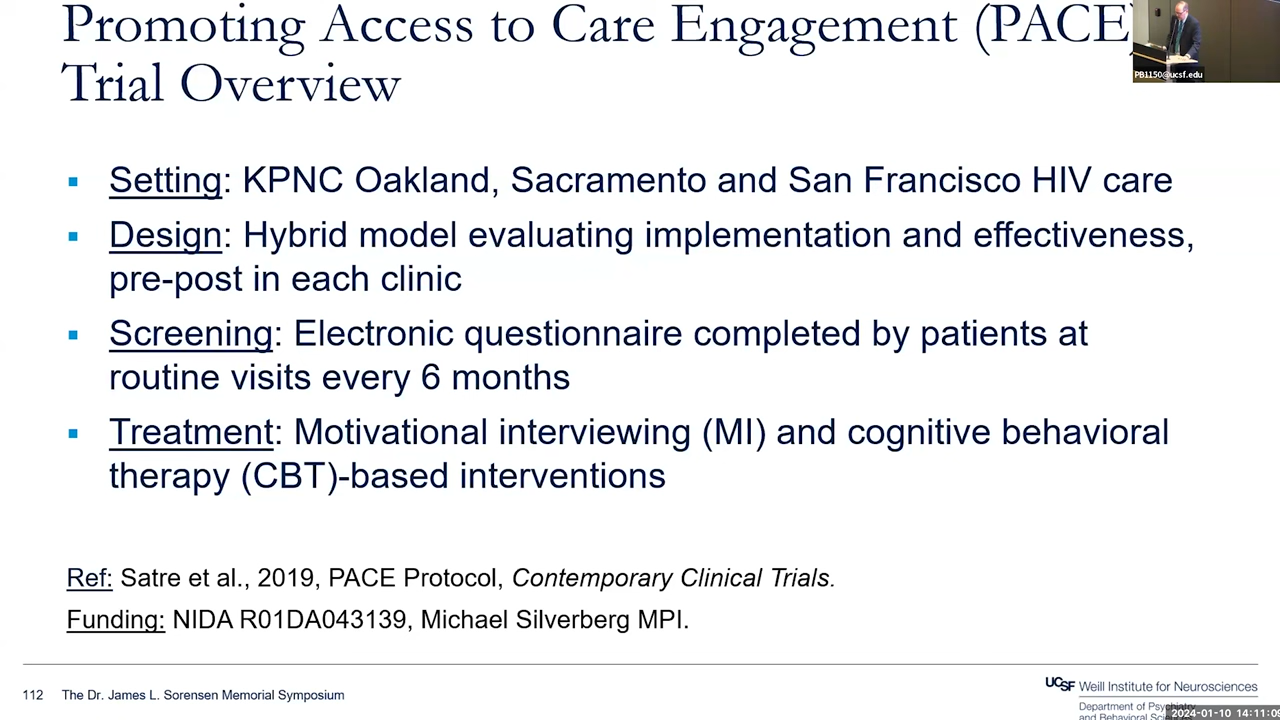 Promoting Access to Care Engagement (PACE)
Trial Overview
PB1150@ucsf.edu
▪ Setting: KPNC Oakland, Sacramento and San Francisco HIV care
▪ Design: Hybrid model evaluating implementation and effectiveness,
pre-post in each clinic
▪ Screening: Electronic questionnaire completed by patients at
routine visits every 6 months
▪ Treatment: Motivational interviewing (MI) and cognitive behavioral
therapy (CBT)-based interventions
Ref: Satre et al., 2019, PACE Protocol, Contemporary Clinical Trials.
Funding: NIDA R01DA043139, Michael Silverberg MPI.
112 The Dr. James L. Sorensen Memorial Symposium
UCSF Weill Institute for Neurosciences
Department of Psychiatry
and Behavioral
2024-01-10 14:11:09